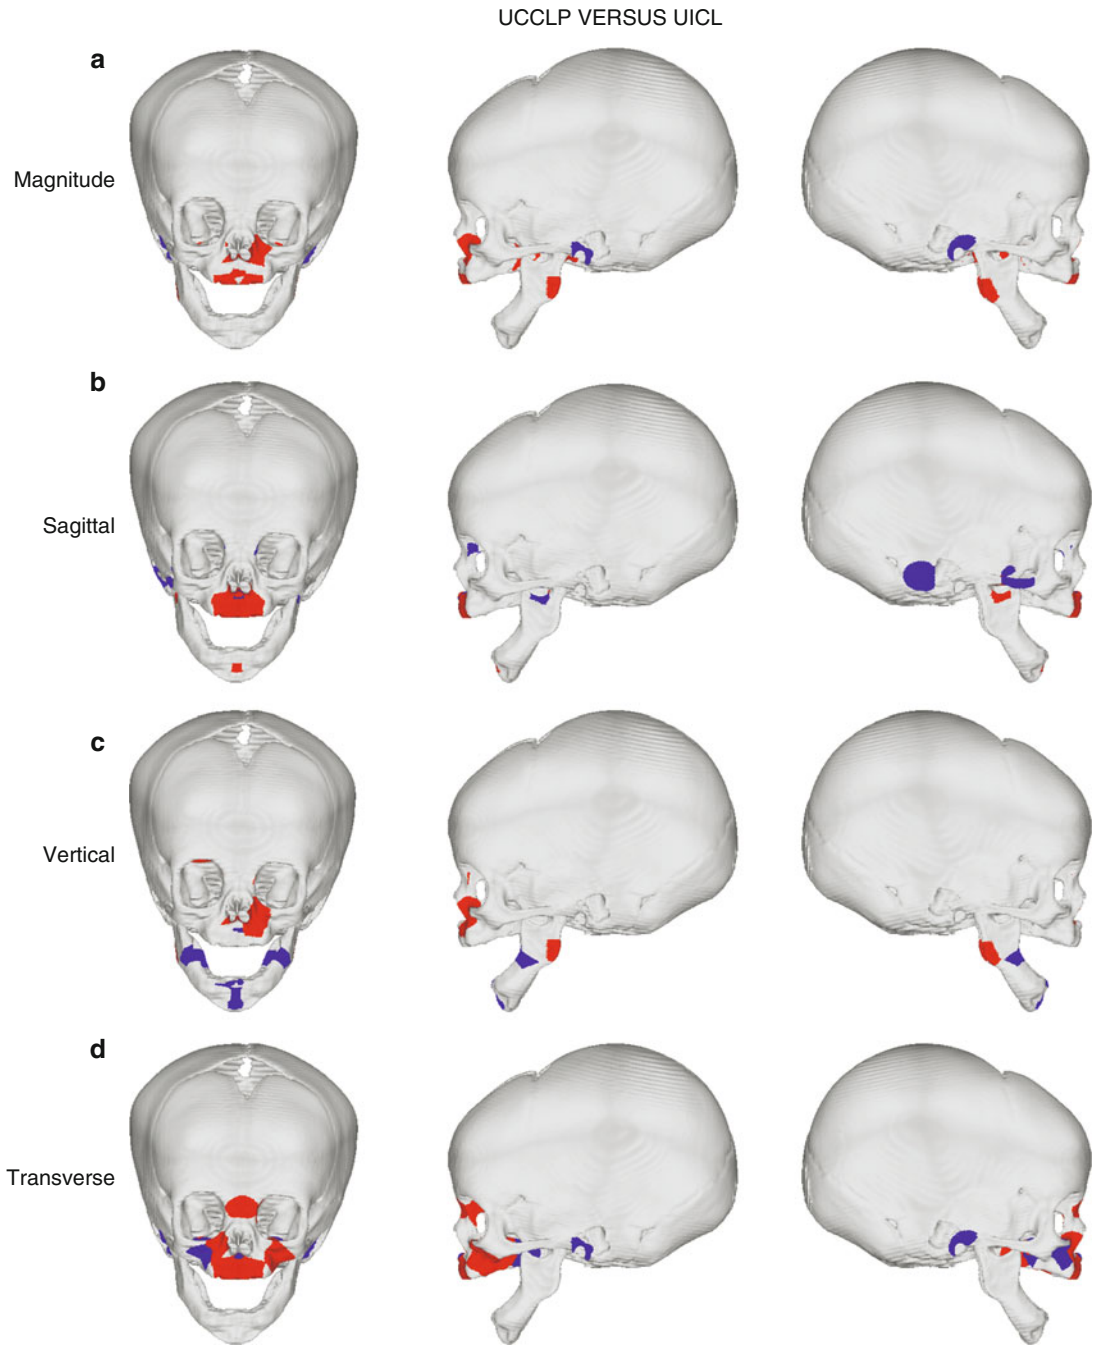 UCCLP VERSUS UICL
a
Magnitude
b
Sagittal
c
Vertical
d
Transverse